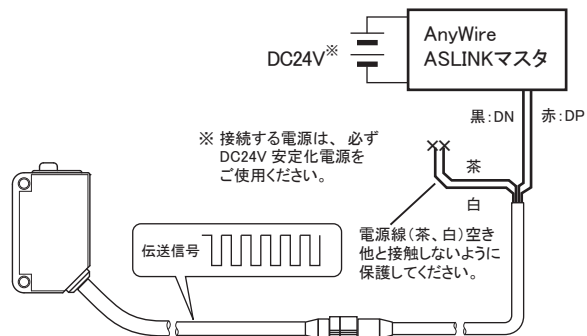 AnyWire
ASLINKマスタ
DC24V※
黒:DN
赤:DP
※ 接続する電源は、必ず
DC24V 安定化電源を
ご使用ください。
茶
白
電源線(茶、白)空き
他と接触しないように
保護してください。
伝送信号